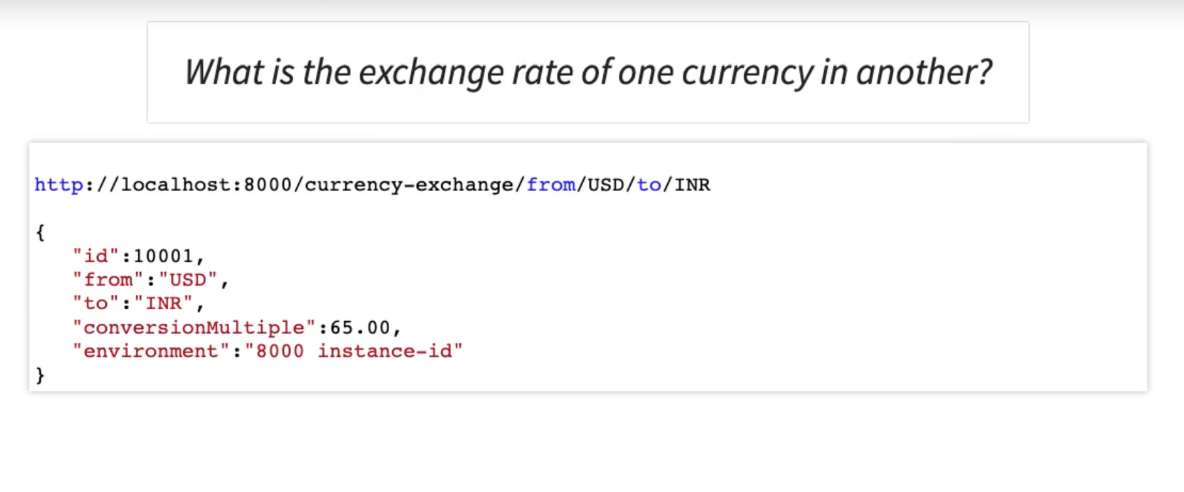 What is the exchange rate of one currency in another?
http://localhost:8000/currency-exchange/from/USD/to/INR
{
"id":10001,
"from":"USD",
"to":"INR",
"conversionMultiple":65.00,
"environment":"8000 instance-id"
}